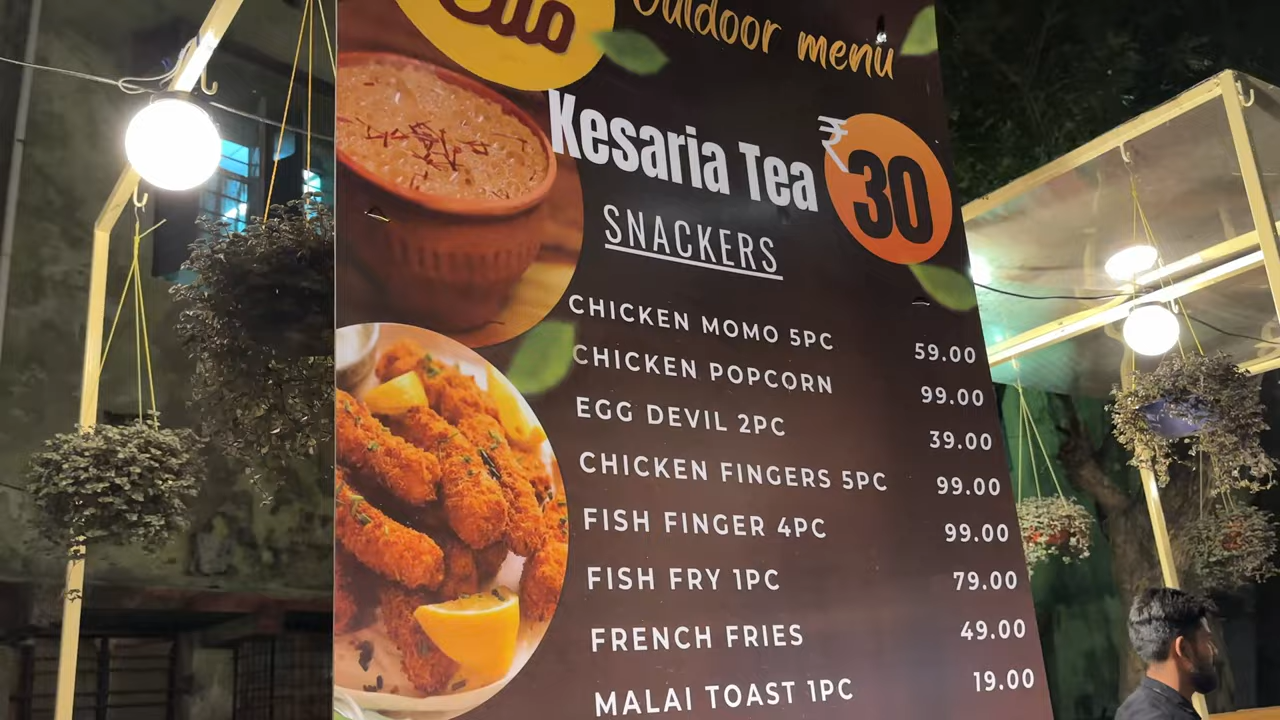 Outdoor menu
Kesaria Tea ₹30
SNACKERS
CHICKEN MOMO 5PC 59.00
CHICKEN POPCORN 99.00
EGG DEVIL 2PC 39.00
CHICKEN FINGERS 5PC 99.00
FISH FINGER 4PC 99.00
FISH FRY 1PC 79.00
FRENCH FRIES 49.00
MALAI TOAST 1PC 19.00